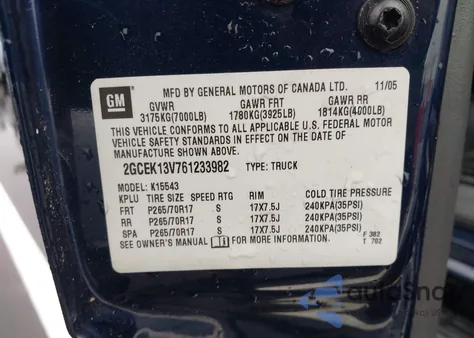 GM
MFD BY GENERAL MOTORS OF CANADA LTD. 11/05
GVWR GAWR FRT GAWR RR
3175KG(7000LB) 1780KG(3925LB) 1814KG(4000LB)
THIS VEHICLE CONFORMS TO ALL APPLICABLE U.S. FEDERAL MOTOR
VEHICLE SAFETY AND BUMPER STANDARDS IN EFFECT ON THE DATE OF
MANUFACTURE SHOWN ABOVE.
2GCEK13V761233982 TYPE: TRUCK
MODEL: K15543
KPLU TIRE SIZE SPEED RTG RIM COLD TIRE PRESSURE
FRT P265/70R17 S 17X7.5J 240KPA(35PSI)
RR P265/70R17 S 17X7.5J 240KPA(35PSI)
SPA P265/70R17 S 17X7.5J 240KPA(35PSI)
SEE OWNER'S MANUAL FOR MORE INFORMATION
F 382
T 702